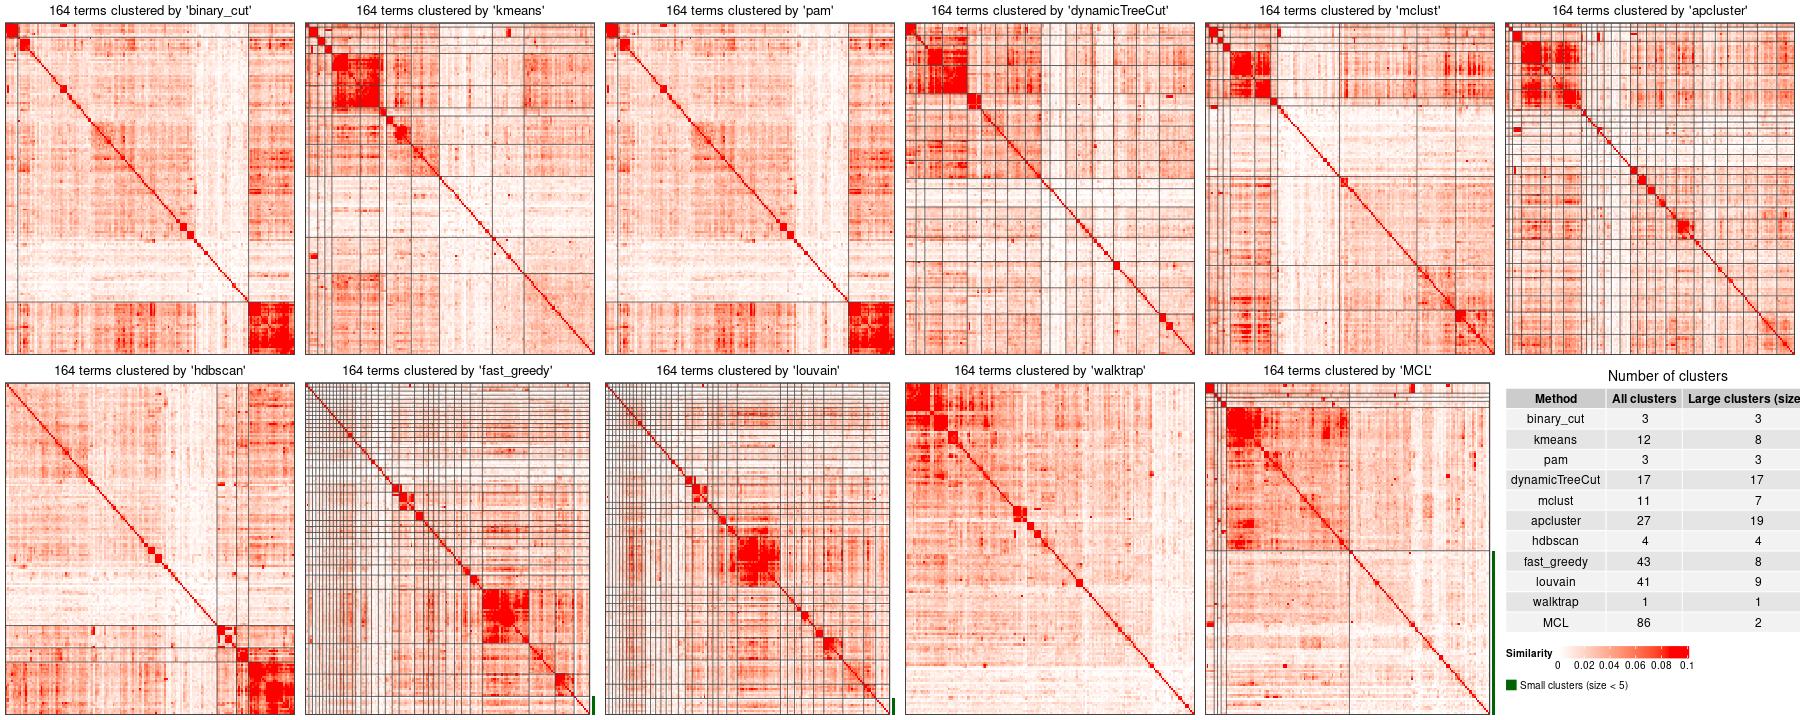 164 terms clustered by 'binary_cut'
164 terms clustered by 'kmeans'
164 terms clustered by 'pam'
164 terms clustered by 'dynamicTreeCut'
164 terms clustered by 'mclust'
164 terms clustered by 'apcluster'
164 terms clustered by 'hdbscan'
164 terms clustered by 'fast_greedy'
164 terms clustered by 'louvain'
164 terms clustered by 'walktrap'
164 terms clustered by 'MCL'
Number of clusters
Method All clusters Large clusters (size
binary_cut 3 3
kmeans 12 8
pam 3 3
dynamicTreeCut 17 17
mclust 11 7
apcluster 27 19
hdbscan 4 4
fast_greedy 43 8
louvain 41 9
walktrap 1 1
MCL 86 2
Similarity
0 0.02 0.04 0.06 0.08 0.1
Small clusters (size < 5)